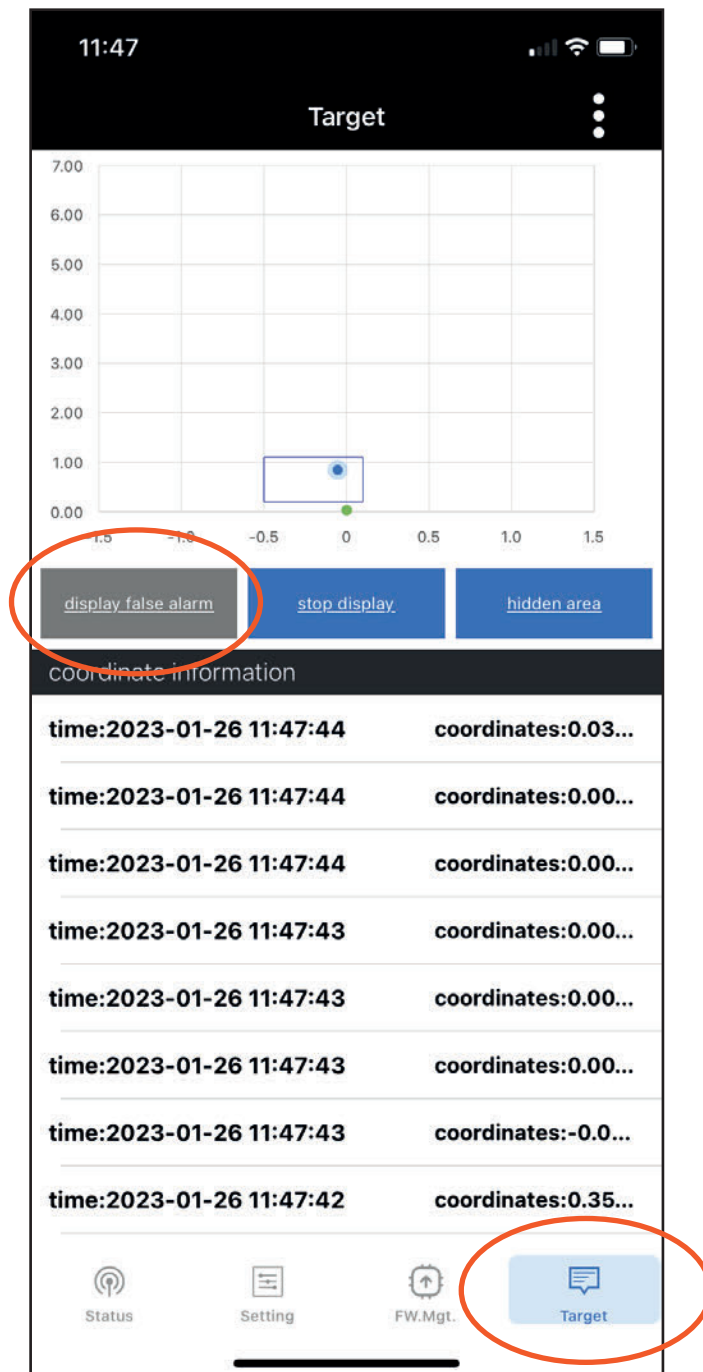 11:47
Target
7.00
6.00
5.00
4.00
3.00
2.00
1.00
0.00
-1.5 -1.0 -0.5 0 0.5 1.0 1.5
display false alarm stop display hidden area
coordinate information
time:2023-01-26 11:47:44 coordinates:0.03...
time:2023-01-26 11:47:44 coordinates:0.00...
time:2023-01-26 11:47:44 coordinates:0.00...
time:2023-01-26 11:47:43 coordinates:0.00...
time:2023-01-26 11:47:43 coordinates:0.00...
time:2023-01-26 11:47:43 coordinates:0.00...
time:2023-01-26 11:47:43 coordinates:-0.0...
time:2023-01-26 11:47:42 coordinates:0.35...
Status Setting FW.Mgt. Target